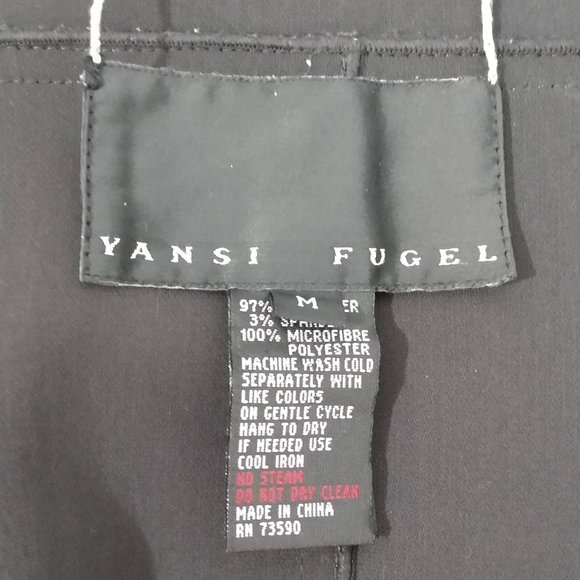 YANSI FUGEL
M
97% ER
3%
100% MICROFIBRE
POLYESTER
MACHINE WASH COLD
SEPARATELY WITH
LIKE COLORS
ON GENTLE CYCLE
HANG TO DRY
IF NEEDED USE
COOL IRON
NO STEAM
DO NOT DRY CLEAN
MADE IN CHINA
RN 73590